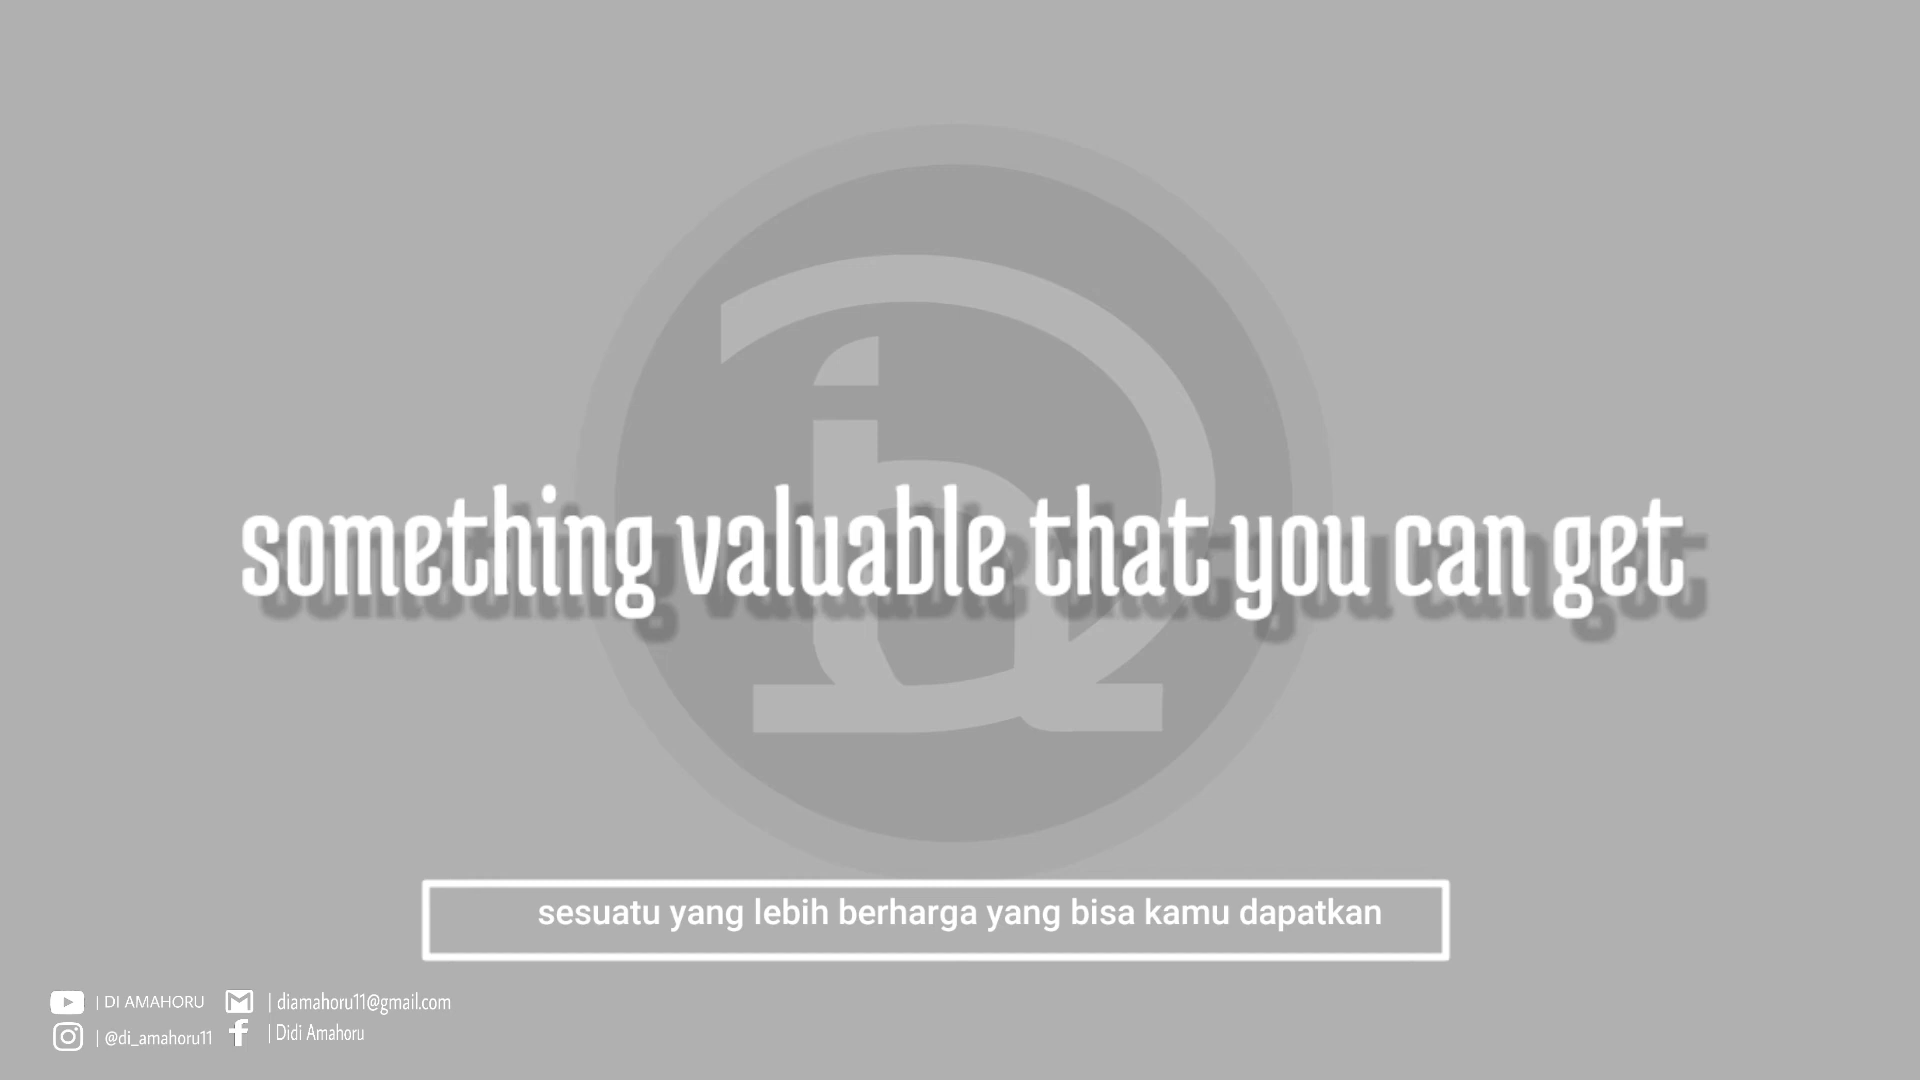 something valuable that you can get
sesuatu yang lebih berharga yang bisa kamu dapatkan
| DI AMAHORU
| diamahoru11@gmail.com
| @di_amahoru11
| Didi Amahoru